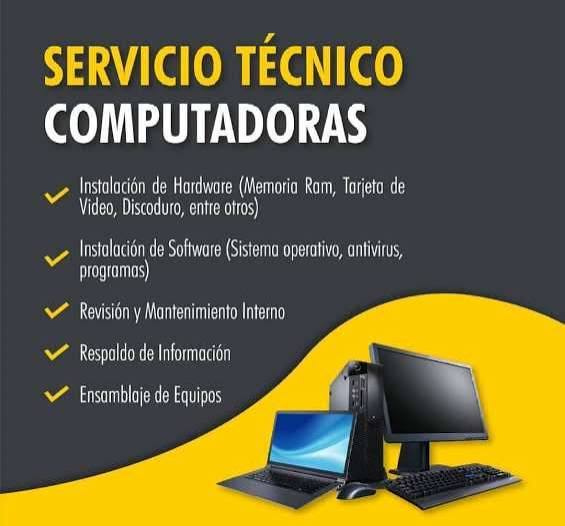 SERVICIO TÉCNICO
COMPUTADORAS
Instalación de Hardware (Memoria Ram, Tarjeta de
Video, Discoduro, entre otros)
Instalación de Software (Sistema operativo, antivirus,
programas)
Revisión y Mantenimiento Interno
Respaldo de Información
Ensamblaje de Equipos